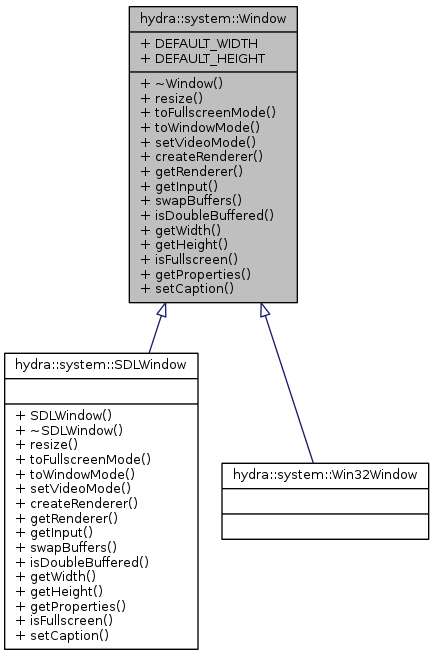 hydra::system::Window
+ DEFAULT_WIDTH
+ DEFAULT_HEIGHT
+ ~Window()
+ resize()
+ toFullscreenMode()
+ toWindowMode()
+ setVideoMode()
+ createRenderer()
+ getRenderer()
+ getInput()
+ swapBuffers()
+ isDoubleBuffered()
+ getWidth()
+ getHeight()
+ isFullscreen()
+ getProperties()
+ setCaption()
hydra::system::SDLWindow
+ SDLWindow()
+ ~SDLWindow()
+ resize()
+ toFullscreenMode()
+ toWindowMode()
+ setVideoMode()
+ createRenderer()
+ getRenderer()
+ getInput()
+ swapBuffers()
+ isDoubleBuffered()
+ getWidth()
+ getHeight()
+ getProperties()
+ isFullscreen()
+ setCaption()
hydra::system::Win32Window